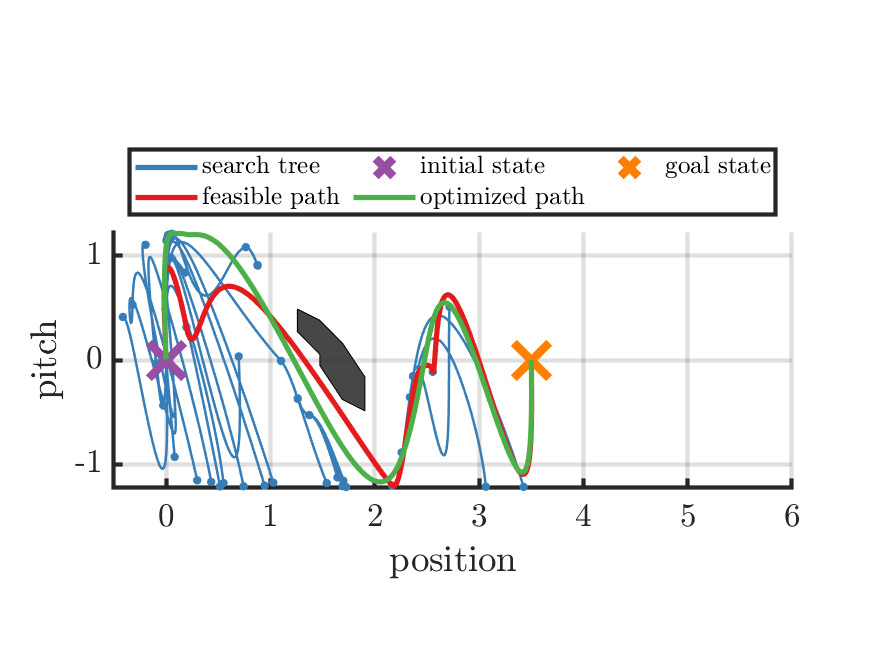 search tree initial state goal state
feasible path optimized path
1
0
-1
pitch
0 1 2 3 4 5 6
position